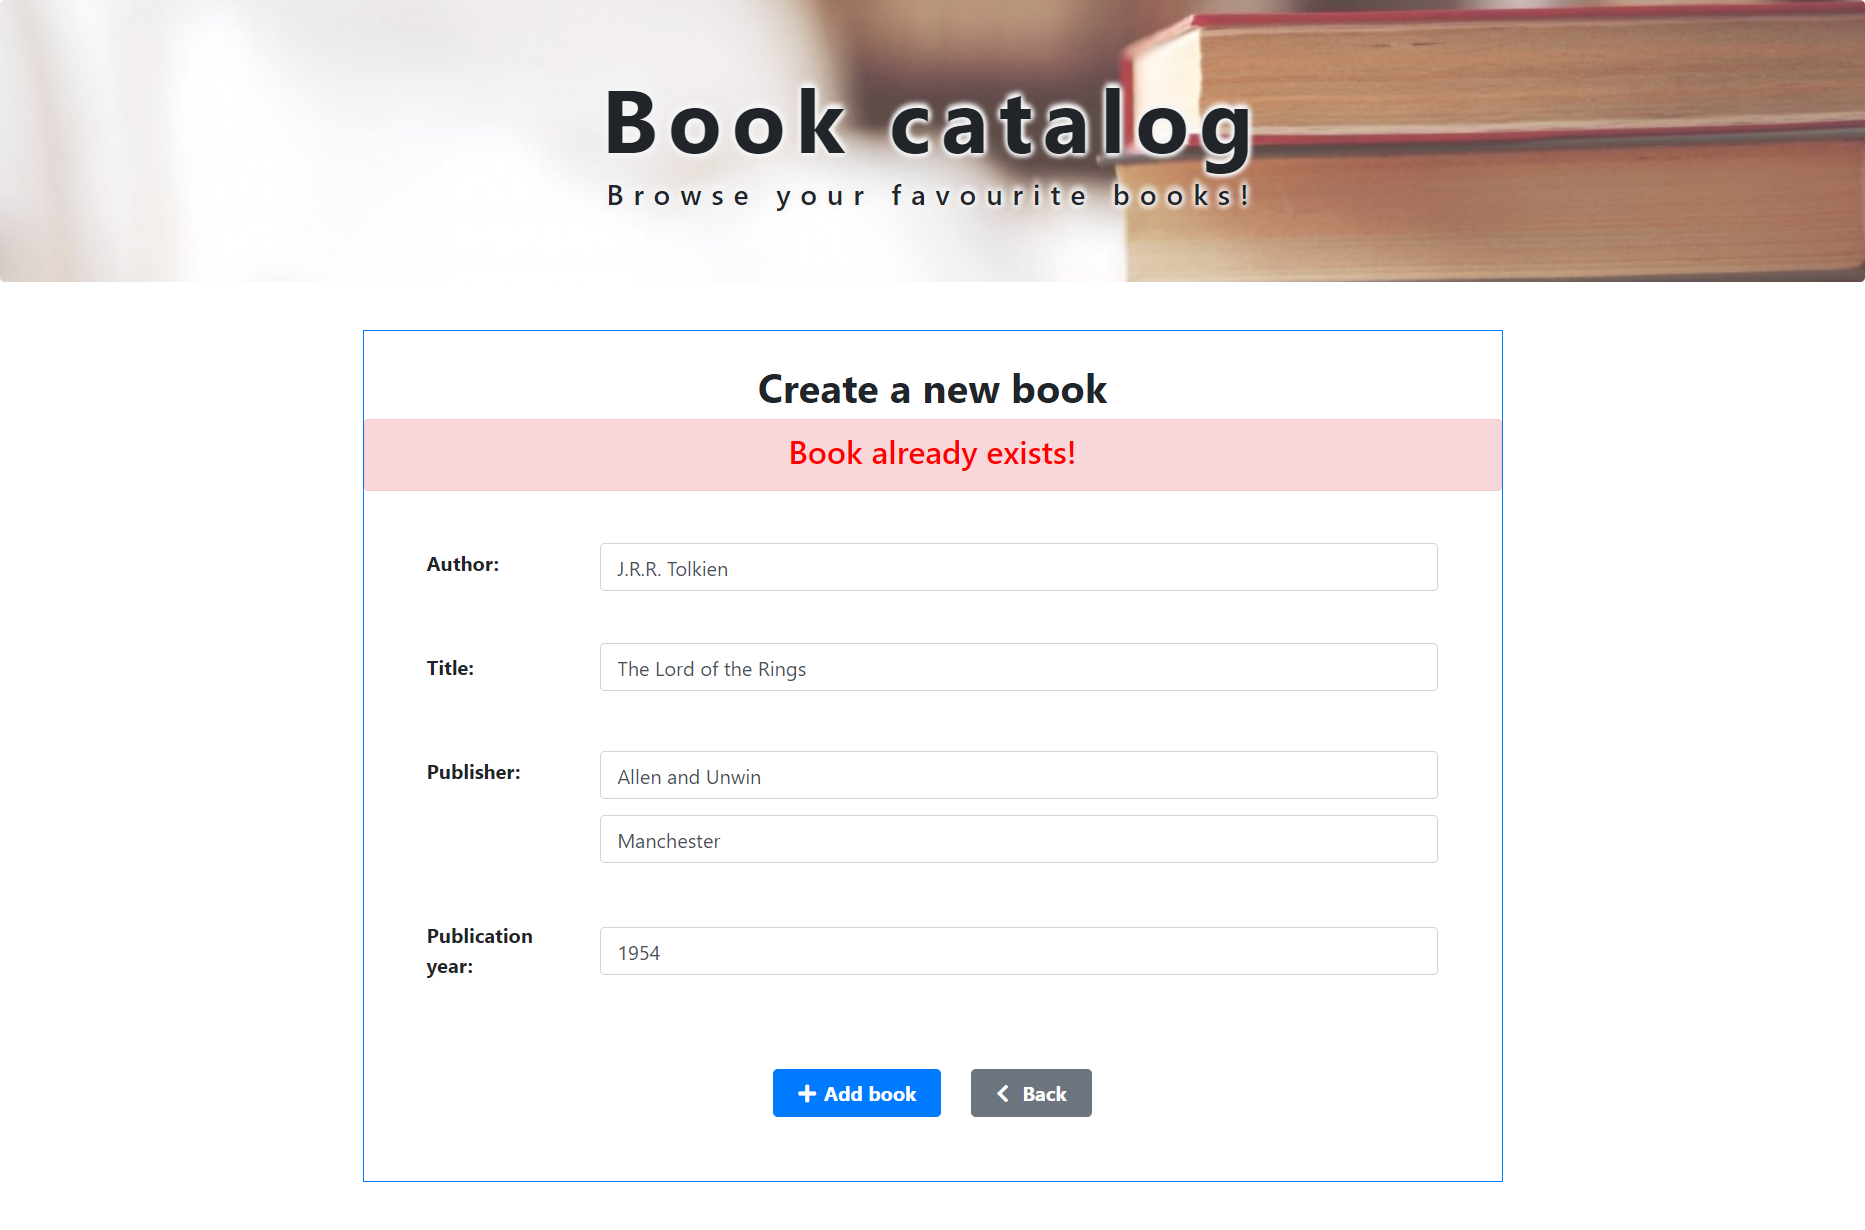 Book catalog
Browse your favourite books!
Create a new book
Book already exists!
Author:
J.R.R. Tolkien
Title:
The Lord of the Rings
Publisher:
Allen and Unwin
Manchester
Publication
year:
1954
Add book
Back